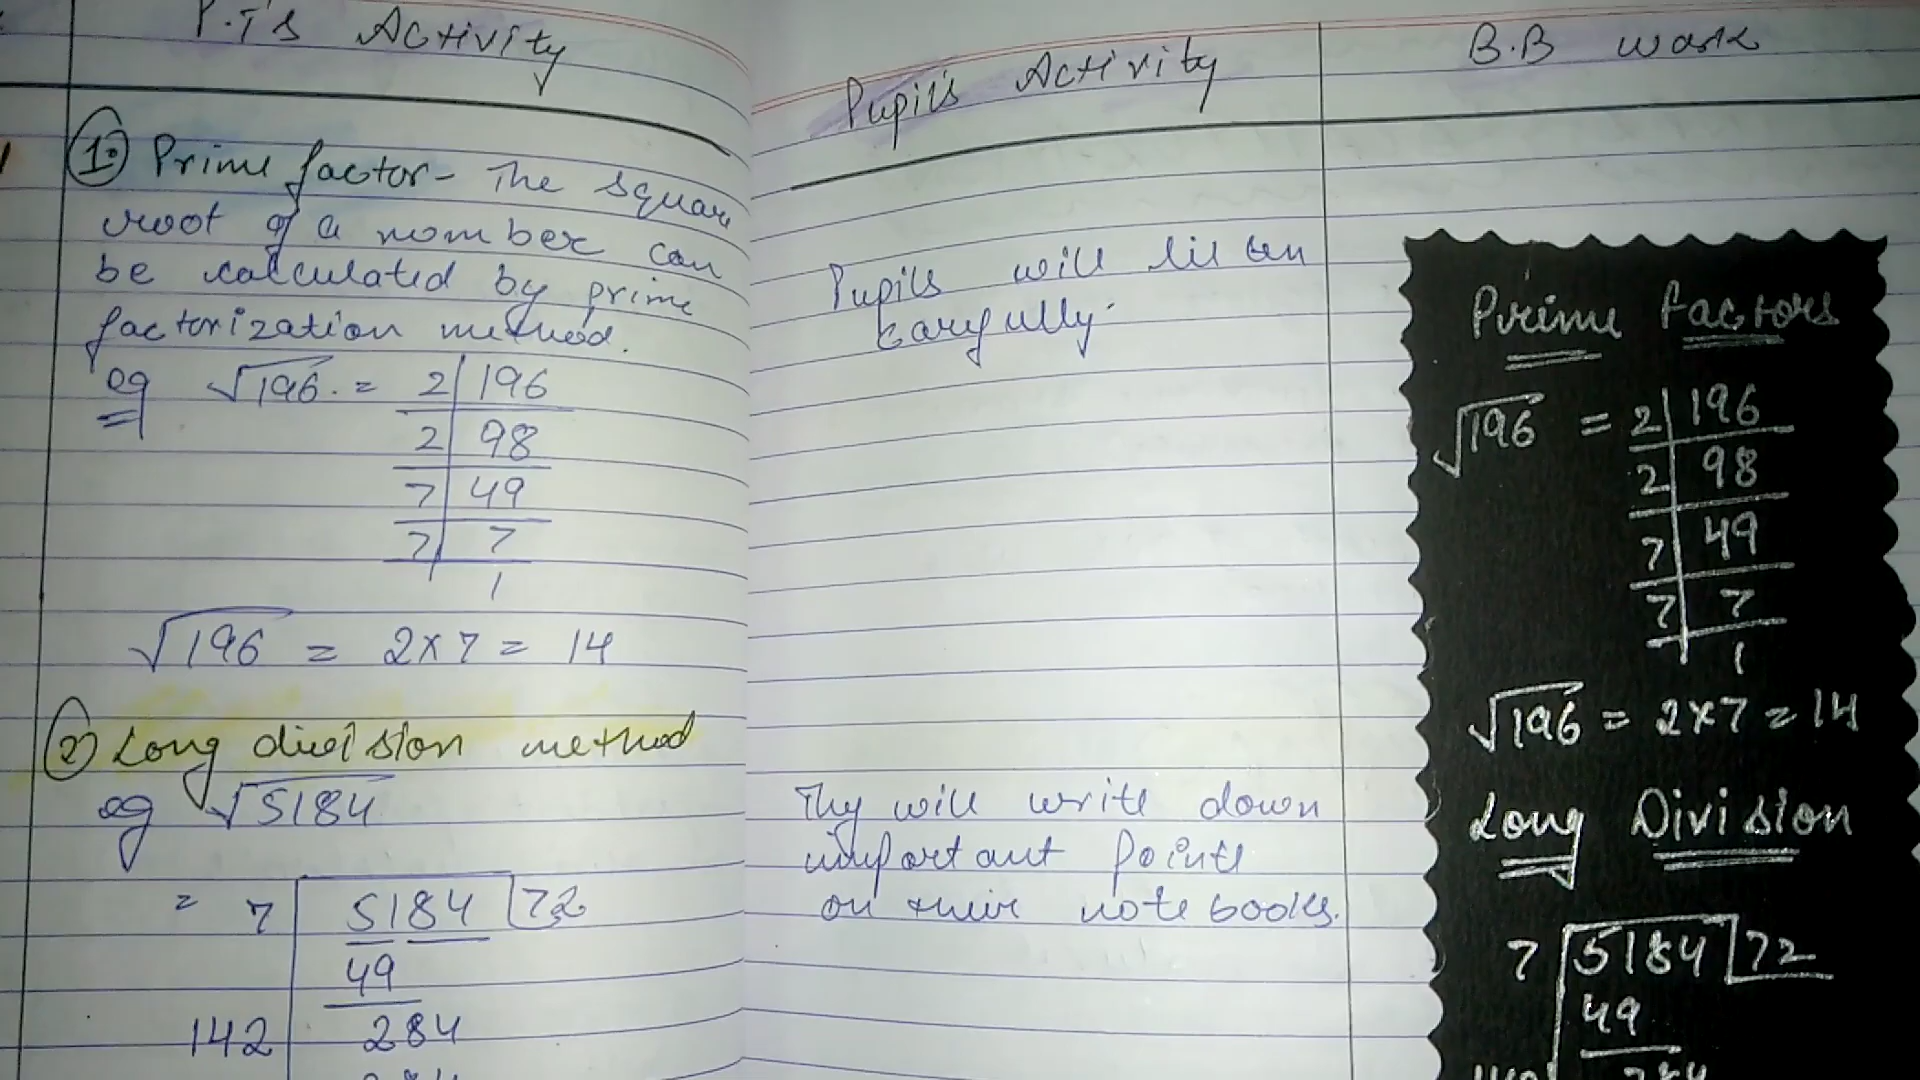 P.T's Activity
1. Prime factor - The square
root of a nomber can
be calculated by prime
factorization method.
eg √196. = 2 | 196
2 | 98
7 | 49
7 | 7
1
√196 = 2×7 = 14
2) Long division method
eg √5184
= 7 | 5184 | 72
49
142 | 284
Pupil's Activity
Pupils will listen
carefully.
Thy will write down
important points
on their note books.
B.B work
Prime factors
√196 = 2 | 196
2 | 98
7 | 49
7 | 7
1
√196 = 2×7 = 14
Long Division
7 | 5184 | 72
49